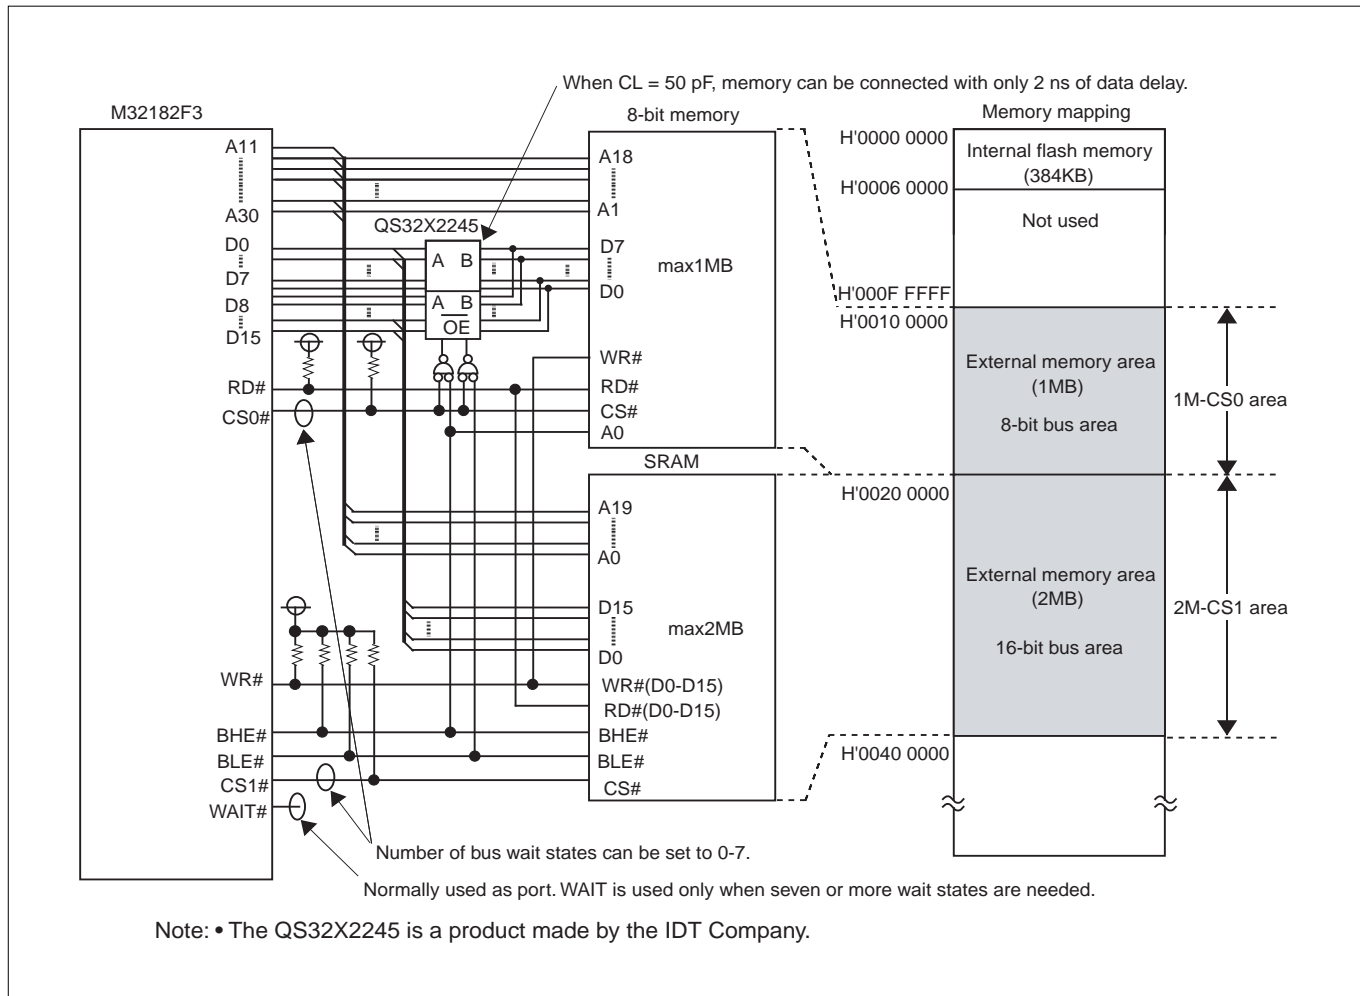 When CL = 50 pF, memory can be connected with only 2 ns of data delay.
M32182F3
8-bit memory
Memory mapping
A11
A30
D0
D7
D8
D15
RD#
CS0#
WR#
BHE#
BLE#
CS1#
WAIT#
QS32X2245
A B
A B
OE
A18
A1
D7
D0
max1MB
WR#
RD#
CS#
A0
SRAM
A19
A0
D15
D0
max2MB
WR#(D0-D15)
RD#(D0-D15)
BHE#
BLE#
CS#
H'0000 0000
Internal flash memory
(384KB)
H'0006 0000
Not used
H'000F FFFF
H'0010 0000
External memory area
(1MB)
8-bit bus area
1M-CS0 area
H'0020 0000
External memory area
(2MB)
16-bit bus area
2M-CS1 area
H'0040 0000
Number of bus wait states can be set to 0-7.
Normally used as port. WAIT is used only when seven or more wait states are needed.
Note: • The QS32X2245 is a product made by the IDT Company.